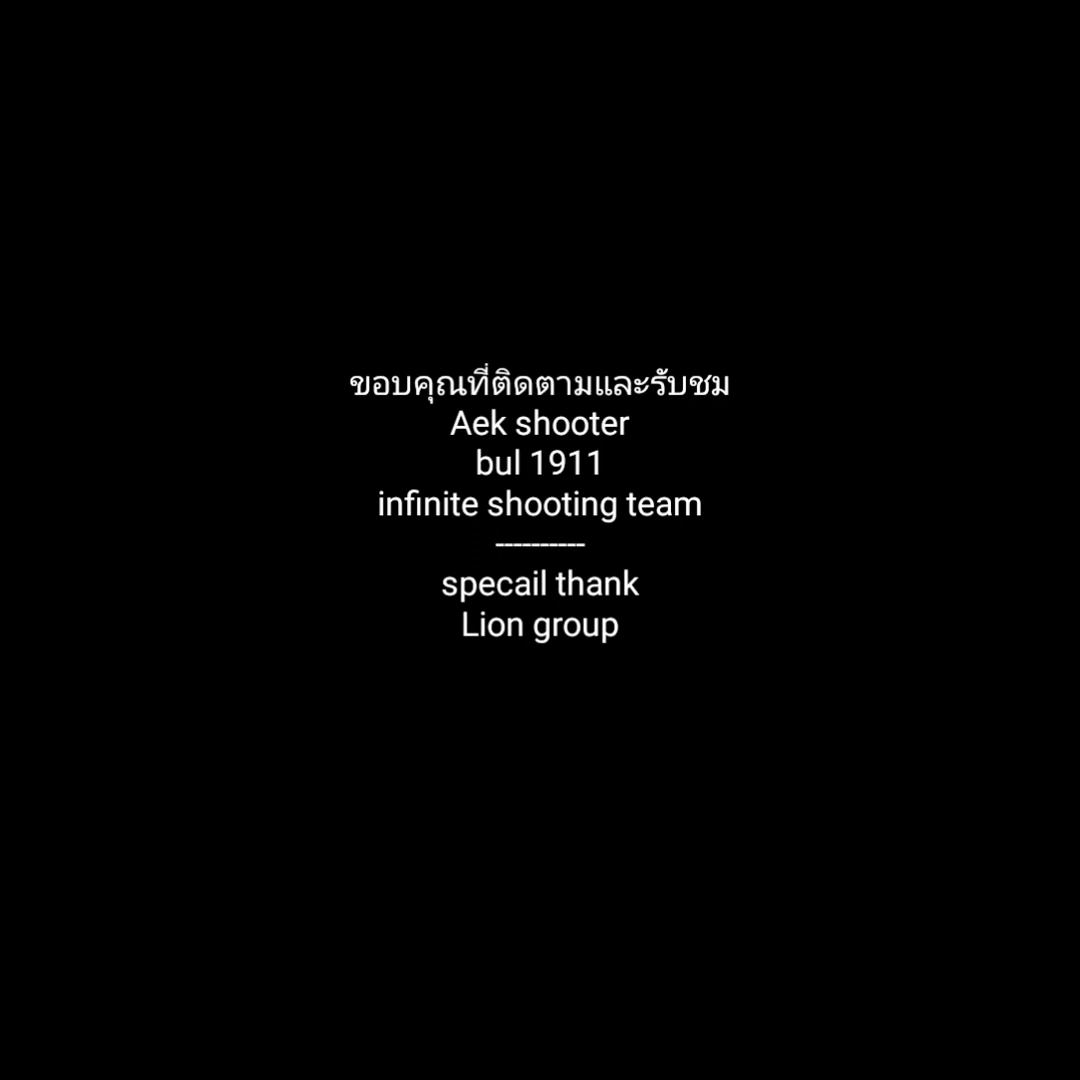 ขอบคุณที่ติดตามและรับชม
Aek shooter
bul 1911
infinite shooting team
----------
specail thank
Lion group